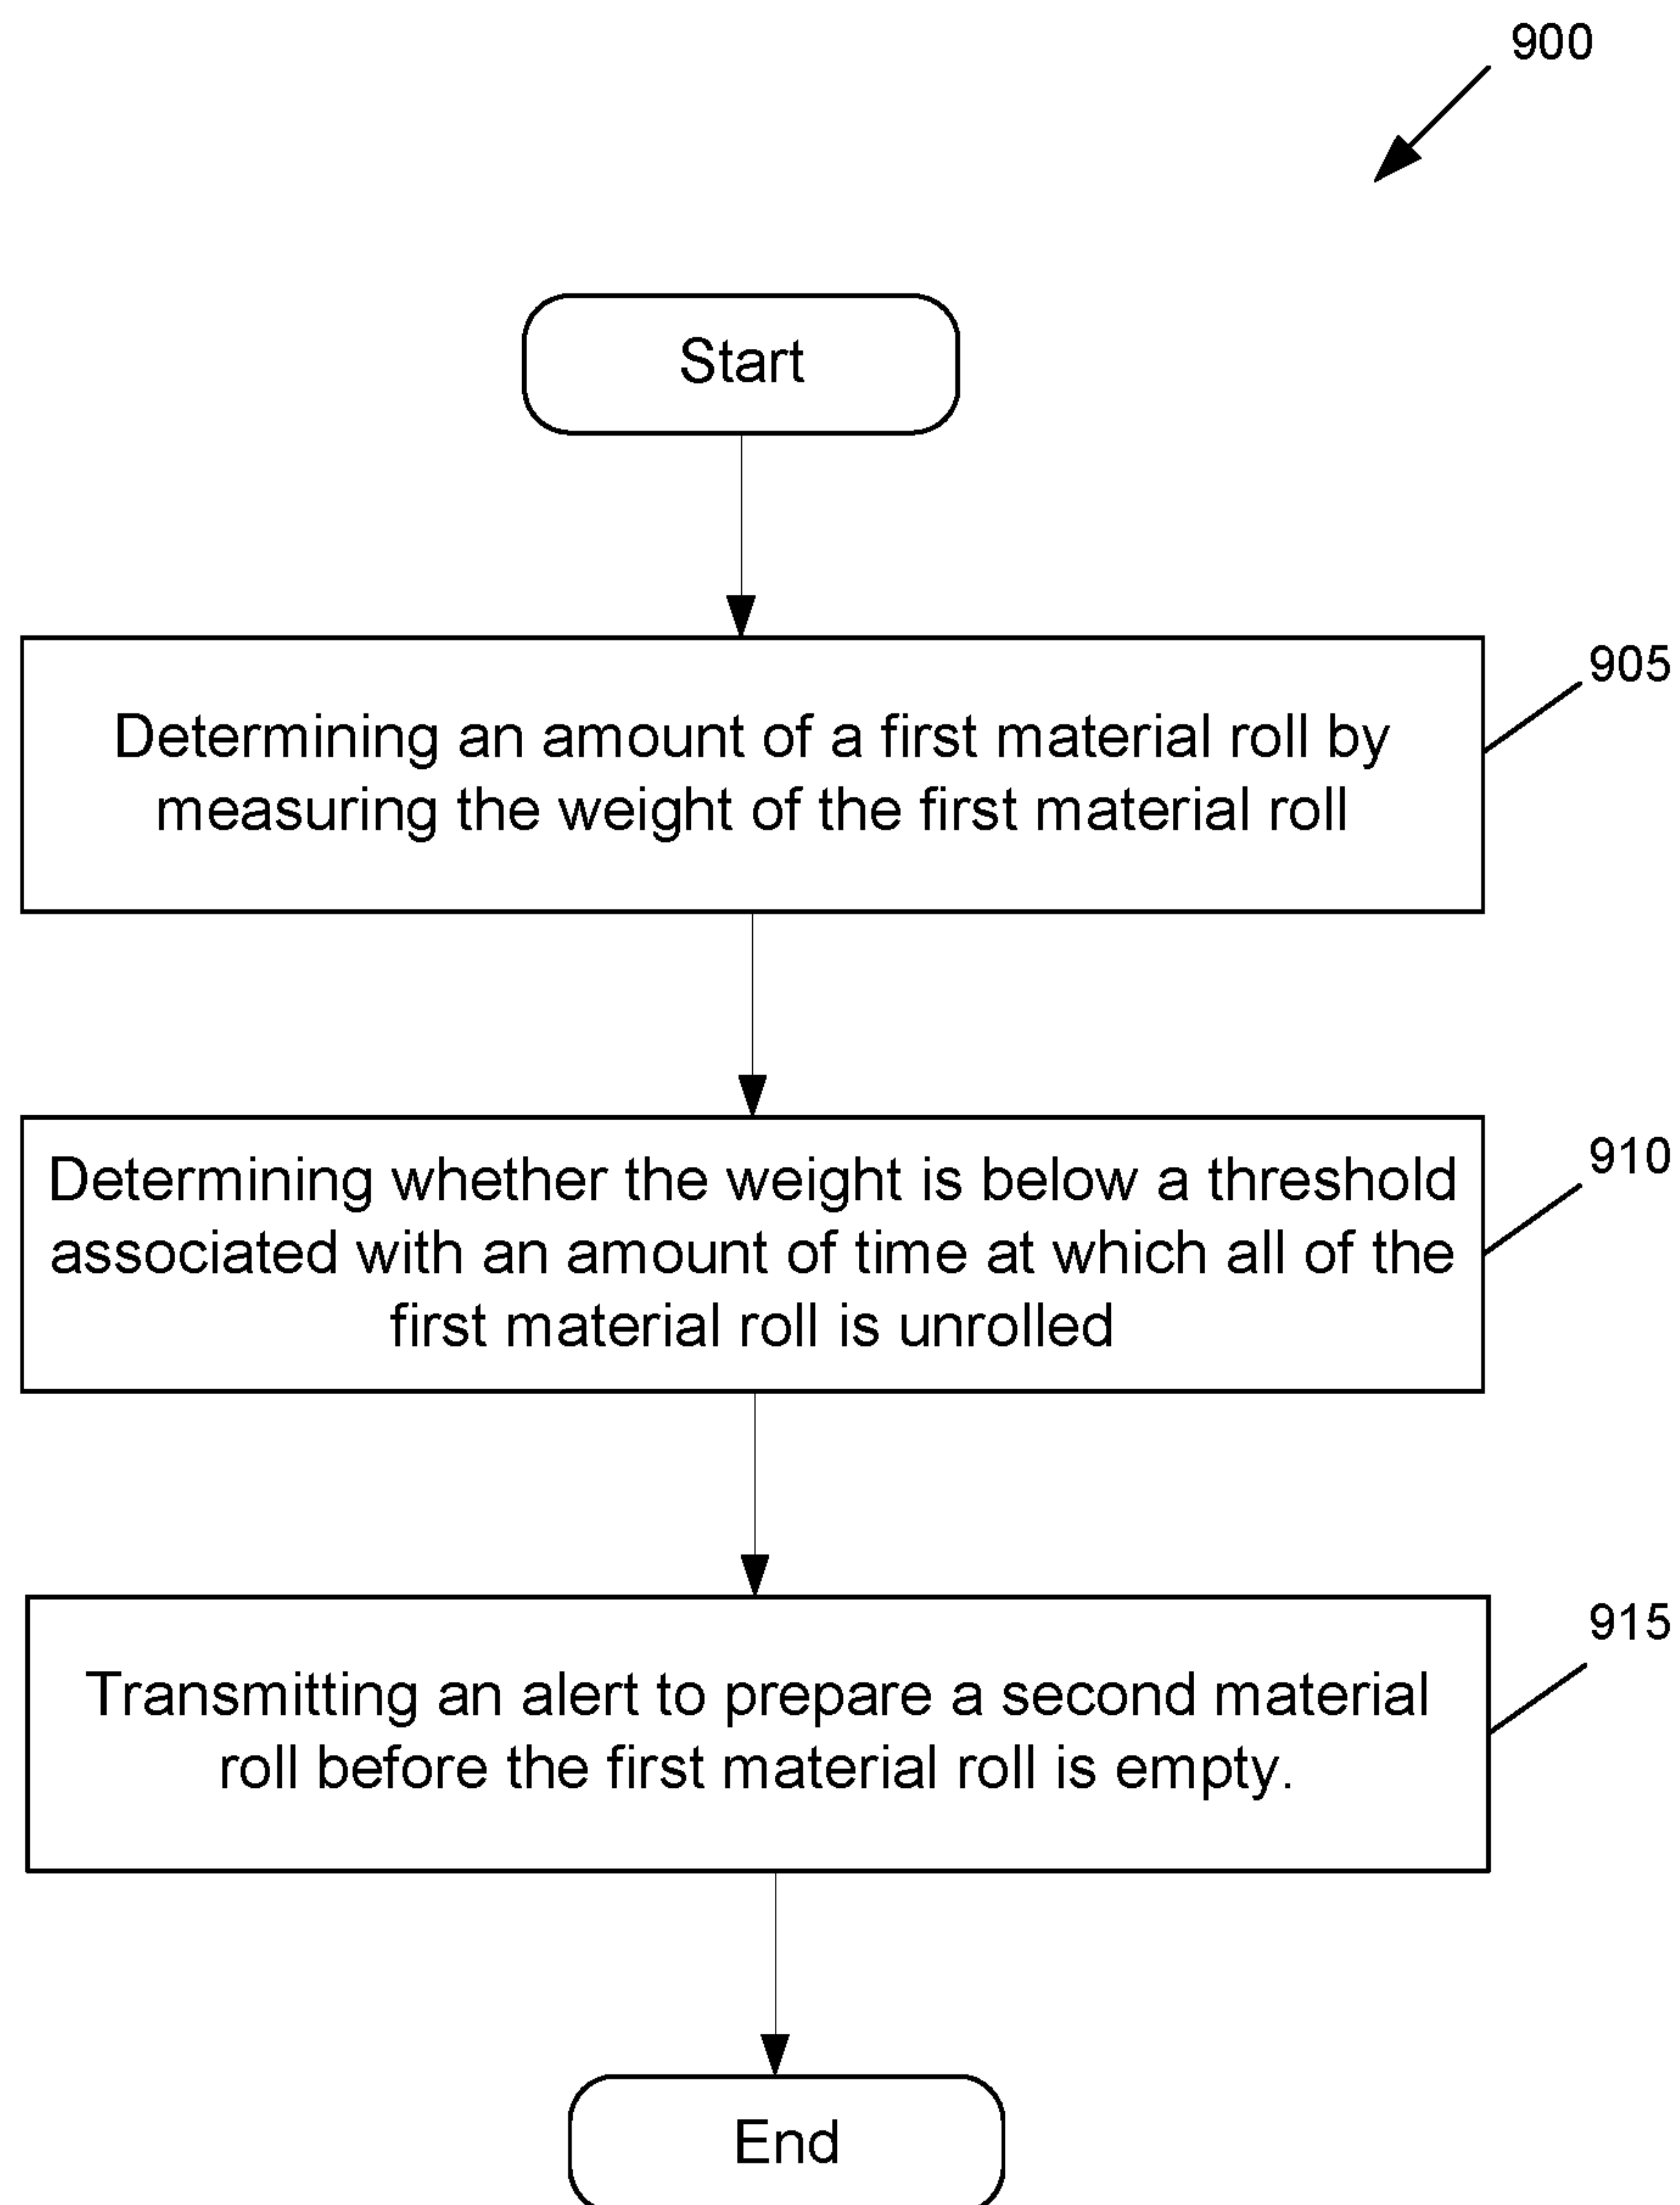 900
Start
905
Determining an amount of a first material roll by
measuring the weight of the first material roll
910
Determining whether the weight is below a threshold
associated with an amount of time at which all of the
first material roll is unrolled
915
Transmitting an alert to prepare a second material
roll before the first material roll is empty.
End